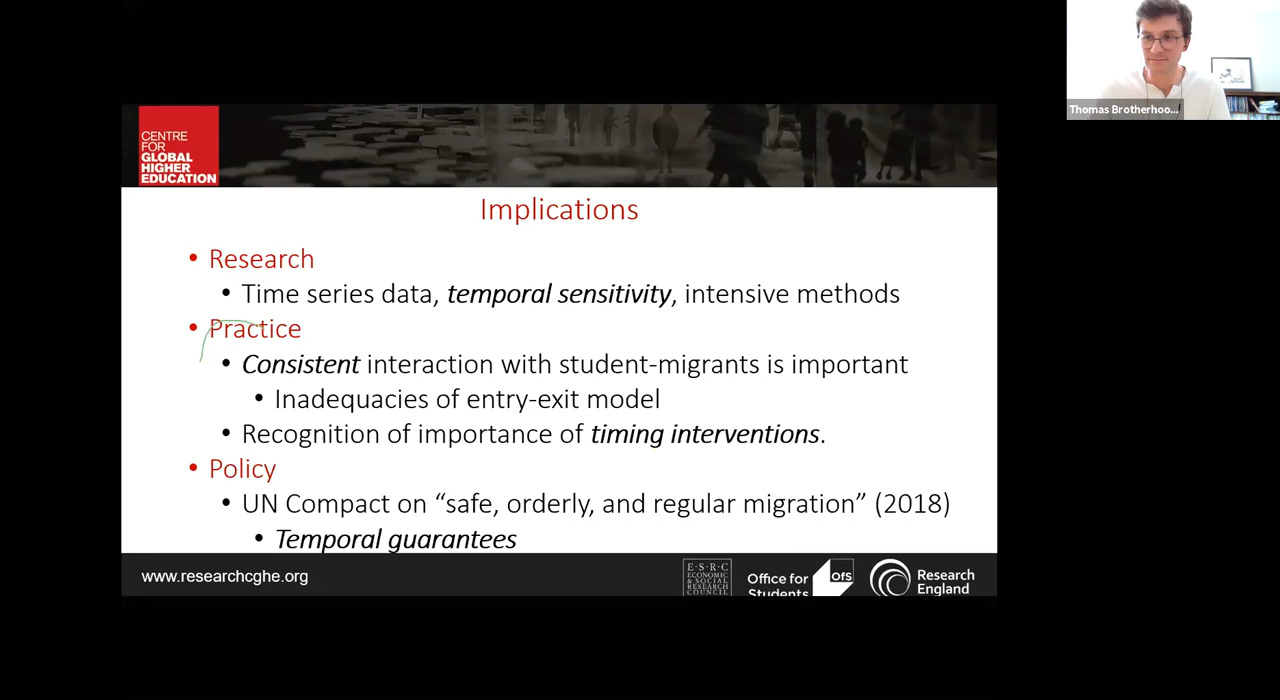 Thomas Brotherhoo...
CENTRE
FOR
GLOBAL
HIGHER
EDUCATION
Implications
• Research
• Time series data, temporal sensitivity, intensive methods
• Practice
• Consistent interaction with student-migrants is important
• Inadequacies of entry-exit model
• Recognition of importance of timing interventions.
• Policy
• UN Compact on “safe, orderly, and regular migration” (2018)
• Temporal guarantees
www.researchcghe.org
E·S·R·C
ECONOMIC
& SOCIAL
RESEARCH
COUNCIL
Office for
Students
OfS
Research
England